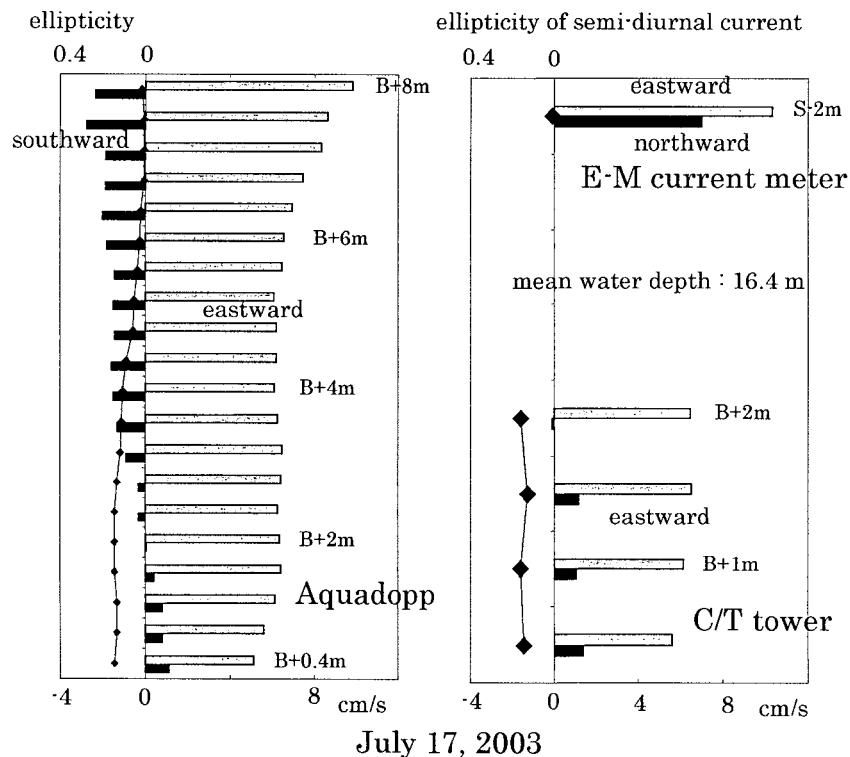 ellipticity
0.4 0
B+8m
southward
B+6m
eastward
B+4m
B+2m
Aquadopp
B+0.4m
-4 0 8 cm/s
ellipticity of semi-diurnal current
0.4 0
eastward
S-2m
northward
E-M current meter
mean water depth : 16.4 m
B+2m
eastward
B+1m
C/T tower
-4 0 4 8 cm/s
July 17, 2003